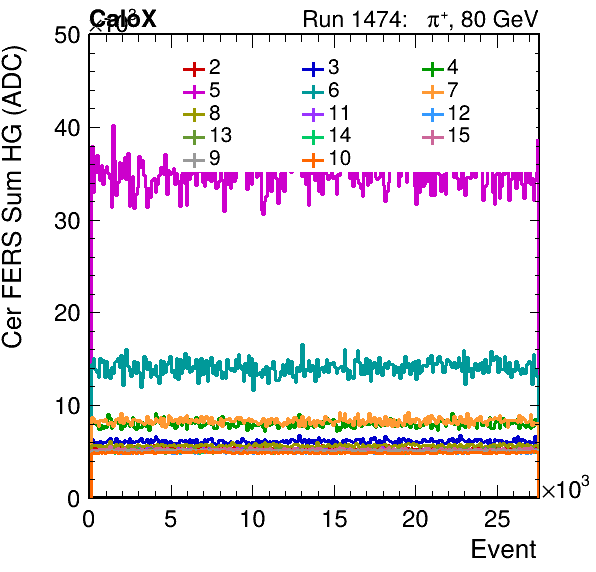 CaloX Run 1474: π⁺, 80 GeV
×10³
Cer FERS Sum HG (ADC)
50
40
30
20
10
0
2 3 4
5 6 7
8 11 12
13 14 15
9 10
0 5 10 15 20 25
×10³
Event